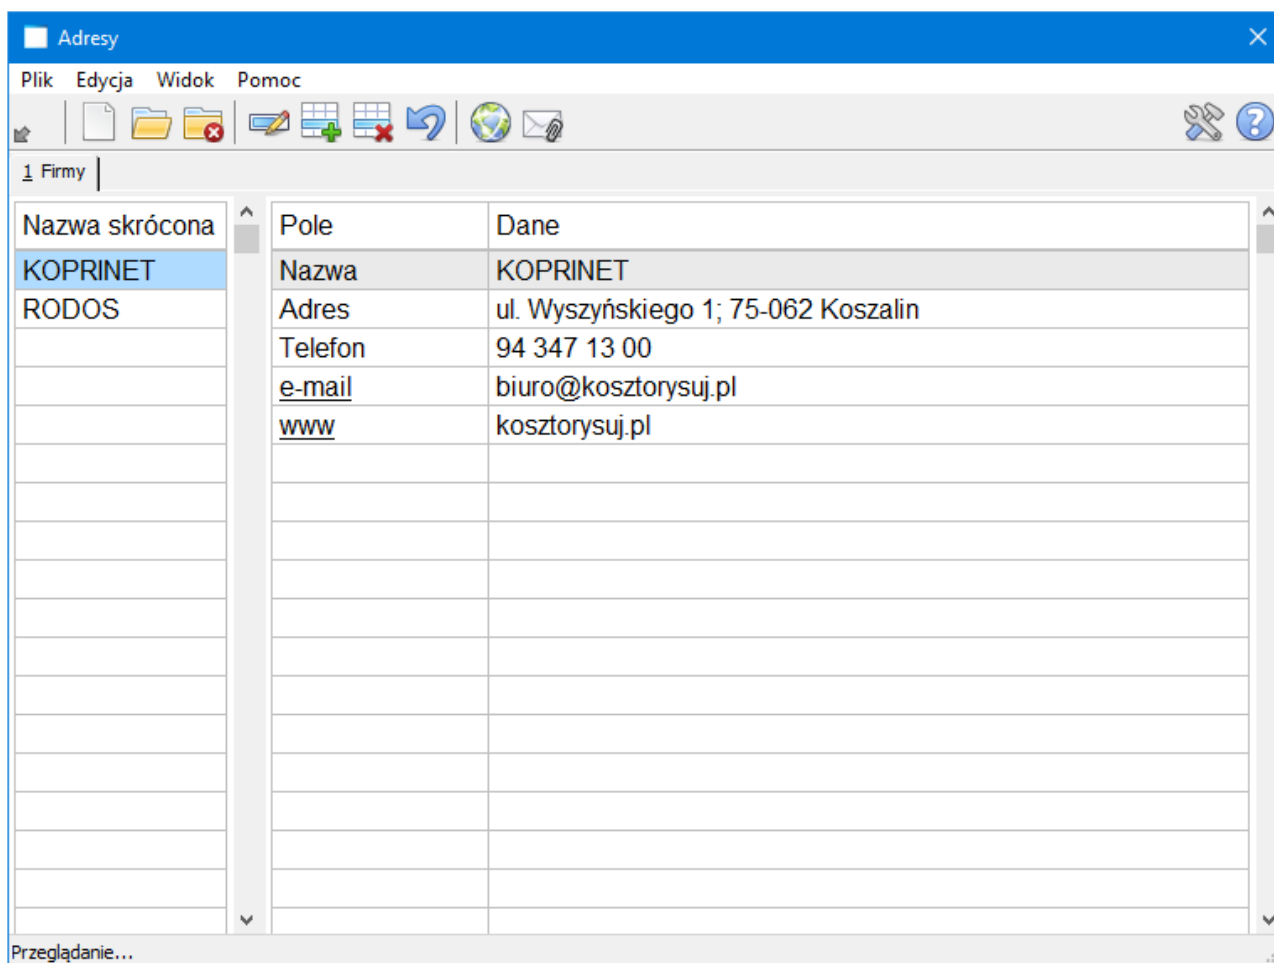 Adresy
Plik Edycja Widok Pomoc
1 Firmy
Nazwa skrócona Pole Dane
KOPRINET Nazwa KOPRINET
RODOS Adres ul. Wyszyńskiego 1; 75-062 Koszalin
Telefon 94 347 13 00
e-mail biuro@kosztorysuj.pl
www kosztorysuj.pl
Przeglądanie...